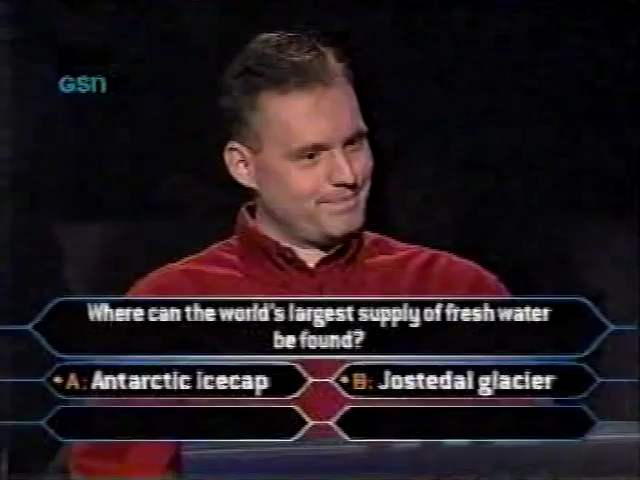 GSN
Where can the world's largest supply of fresh water
be found?
A: Antarctic icecap
B: Jostedal glacier